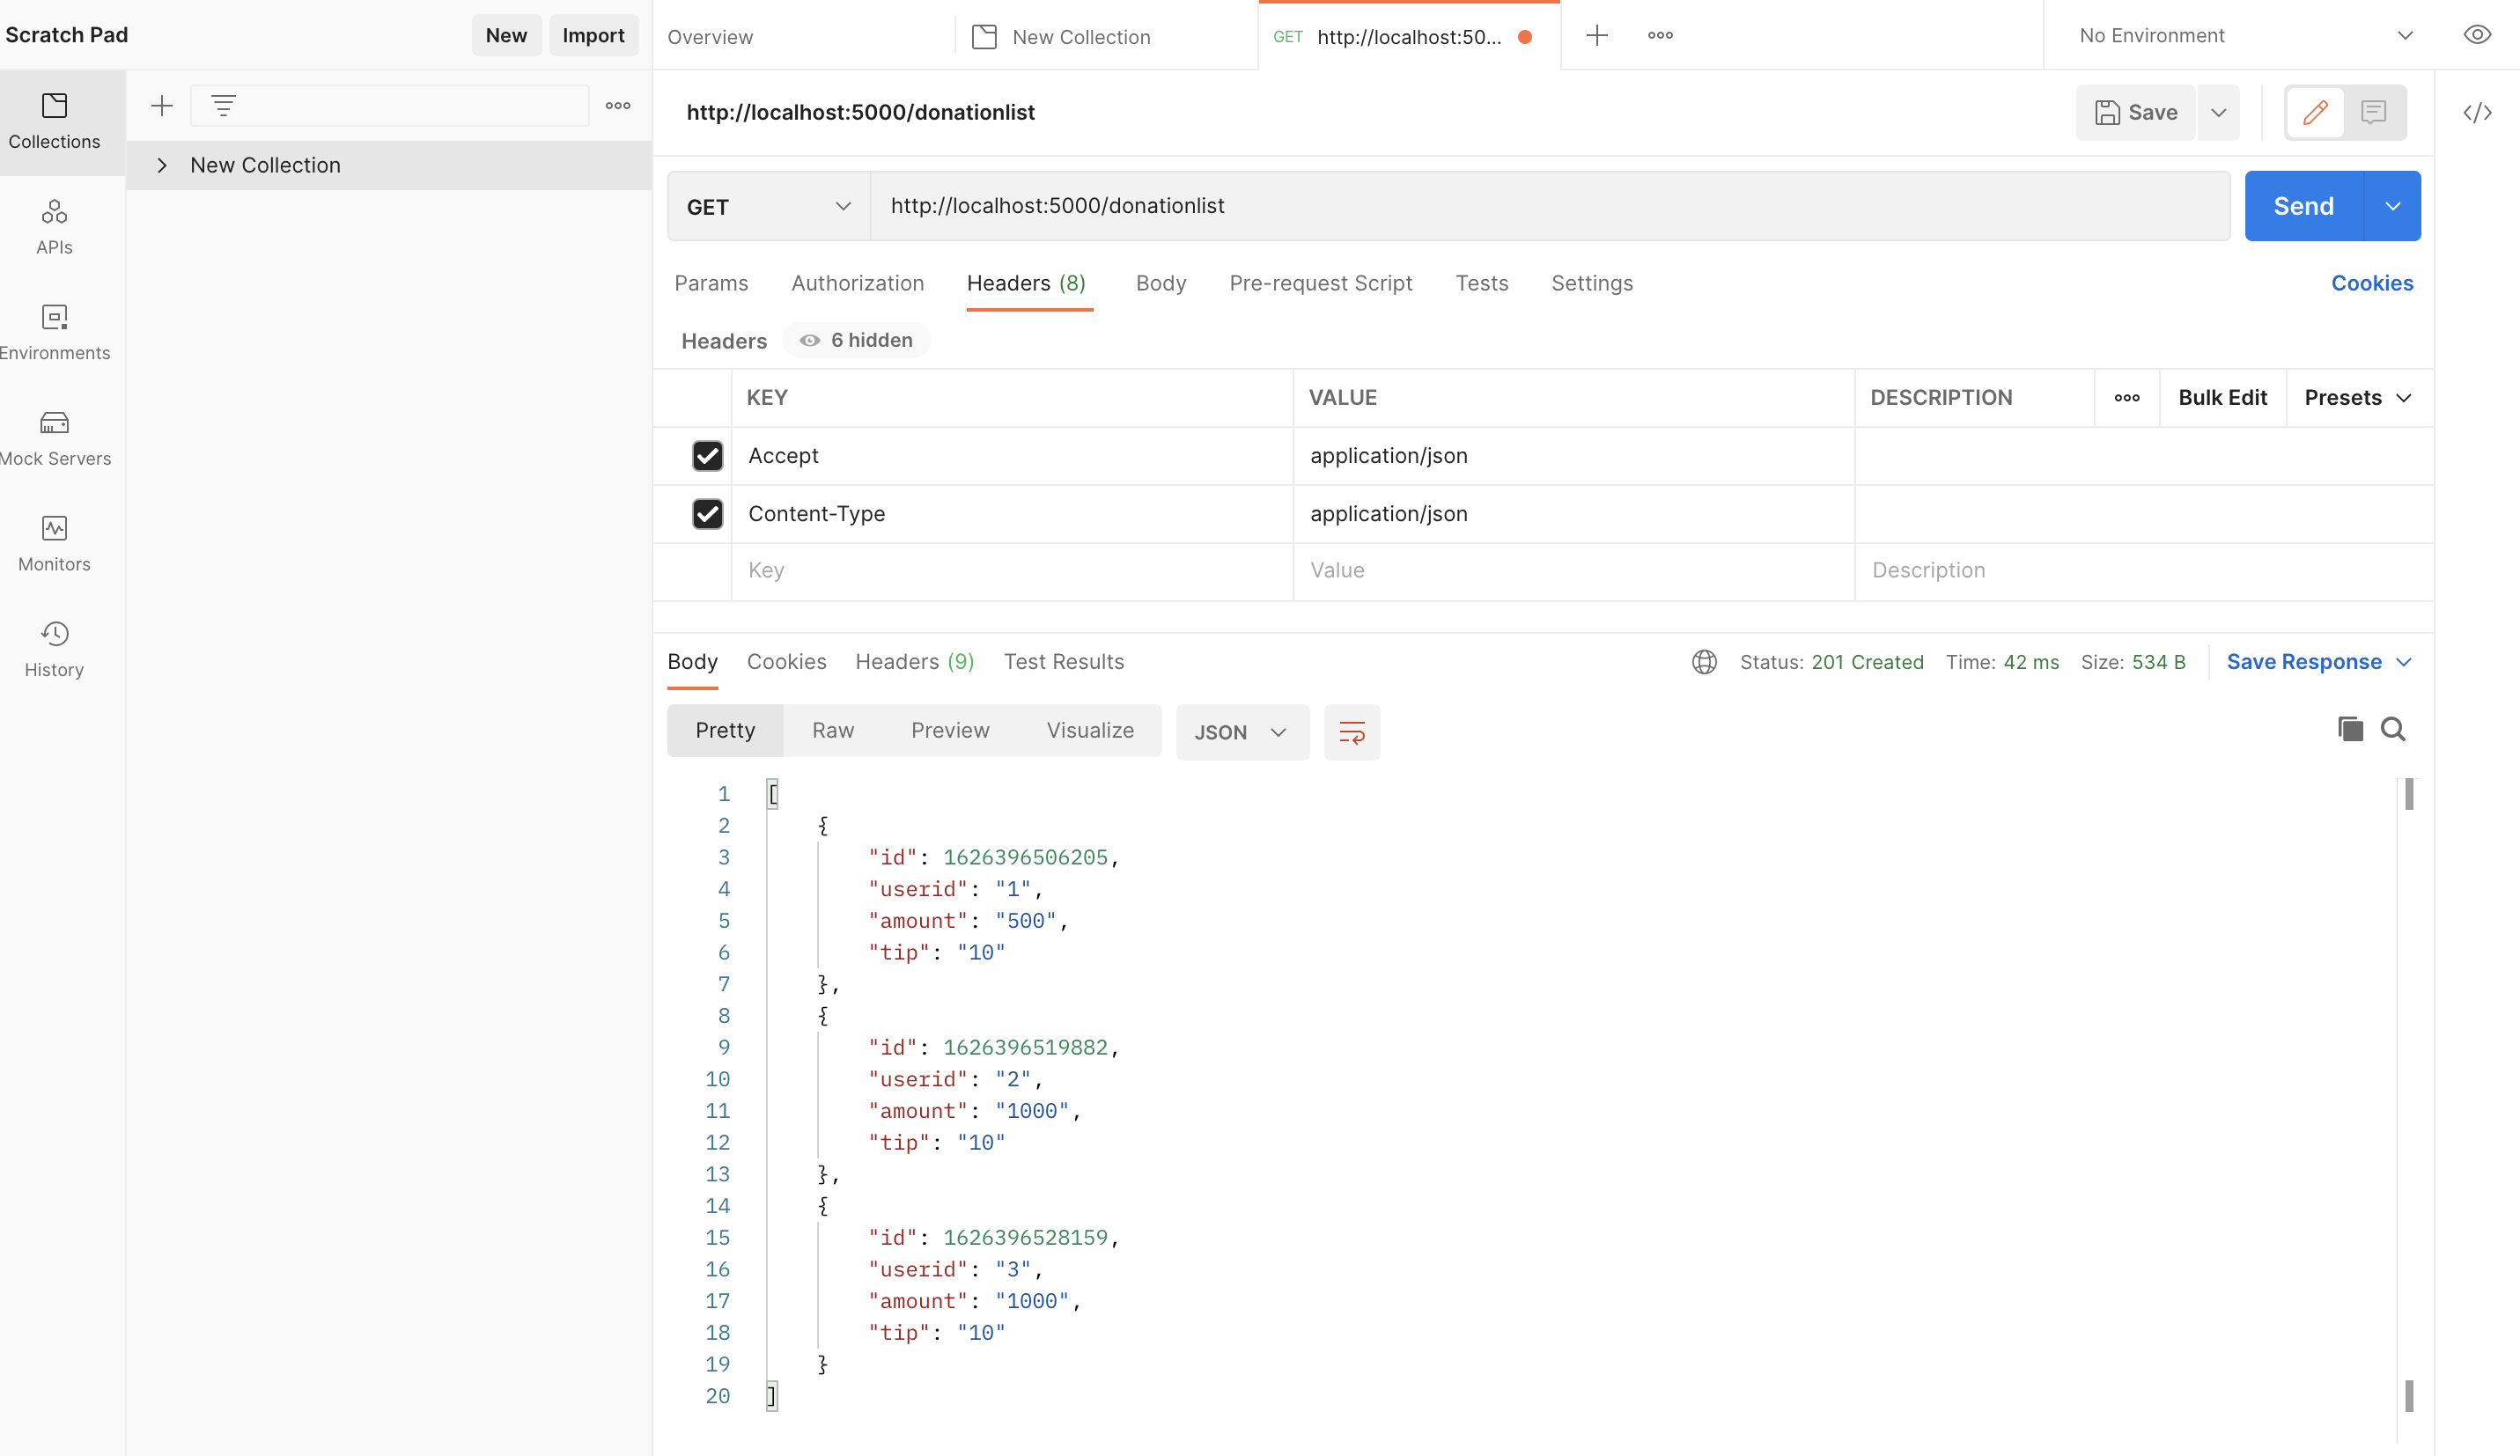 Scratch Pad
New
Import
Overview
New Collection
GET http://localhost:50...
No Environment
Collections
APIs
Environments
Mock Servers
Monitors
History
New Collection
http://localhost:5000/donationlist
Save
GET
http://localhost:5000/donationlist
Send
Params
Authorization
Headers (8)
Body
Pre-request Script
Tests
Settings
Cookies
Headers
6 hidden
KEY
VALUE
DESCRIPTION
Bulk Edit
Presets
Accept
application/json
Content-Type
application/json
Key
Value
Description
Body
Cookies
Headers (9)
Test Results
Status: 201 Created
Time: 42 ms
Size: 534 B
Save Response
Pretty
Raw
Preview
Visualize
JSON
1 [
2 {
3 "id": 1626396506205,
4 "userid": "1",
5 "amount": "500",
6 "tip": "10"
7 },
8 {
9 "id": 1626396519882,
10 "userid": "2",
11 "amount": "1000",
12 "tip": "10"
13 },
14 {
15 "id": 1626396528159,
16 "userid": "3",
17 "amount": "1000",
18 "tip": "10"
19 }
20 ]